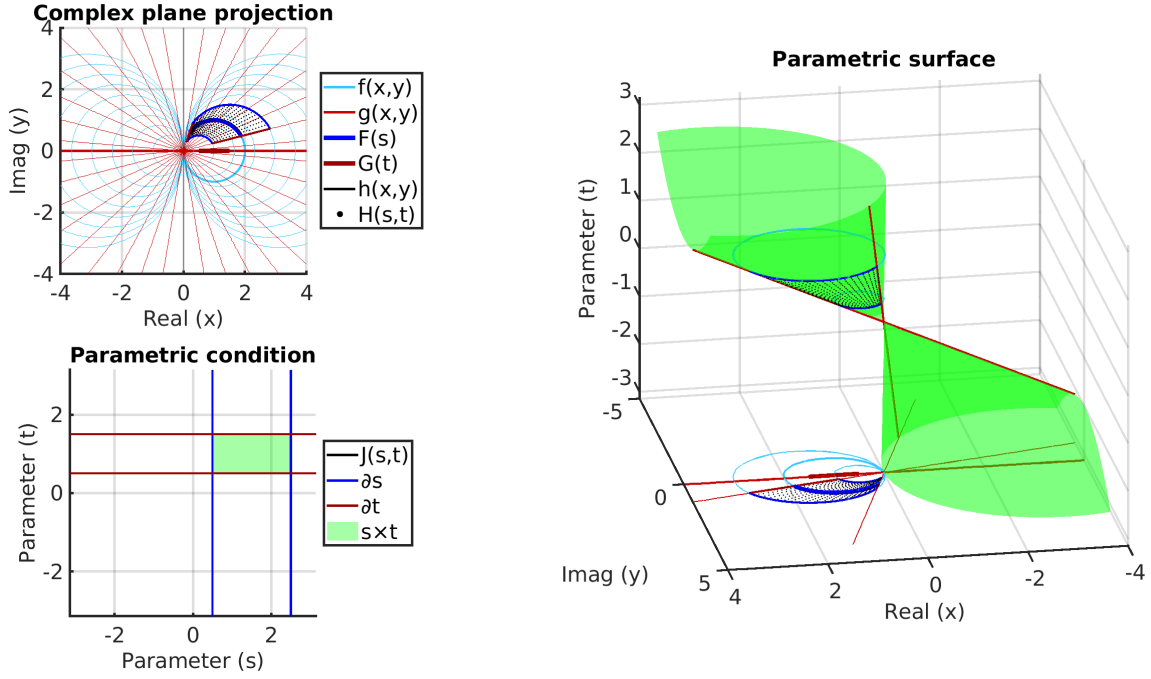 Complex plane projection
4
2
0
-2
-4
-4
-2
0
2
4
Imag (y)
Real (x)
f(x,y)
g(x,y)
F(s)
G(t)
h(x,y)
H(s,t)
Parametric condition
2
0
-2
-2
0
2
Parameter (t)
Parameter (s)
J(s,t)
∂s
∂t
s×t
Parametric surface
3
2
1
0
-1
-2
-3
Parameter (t)
-5
0
5
Imag (y)
4
2
0
-2
-4
Real (x)